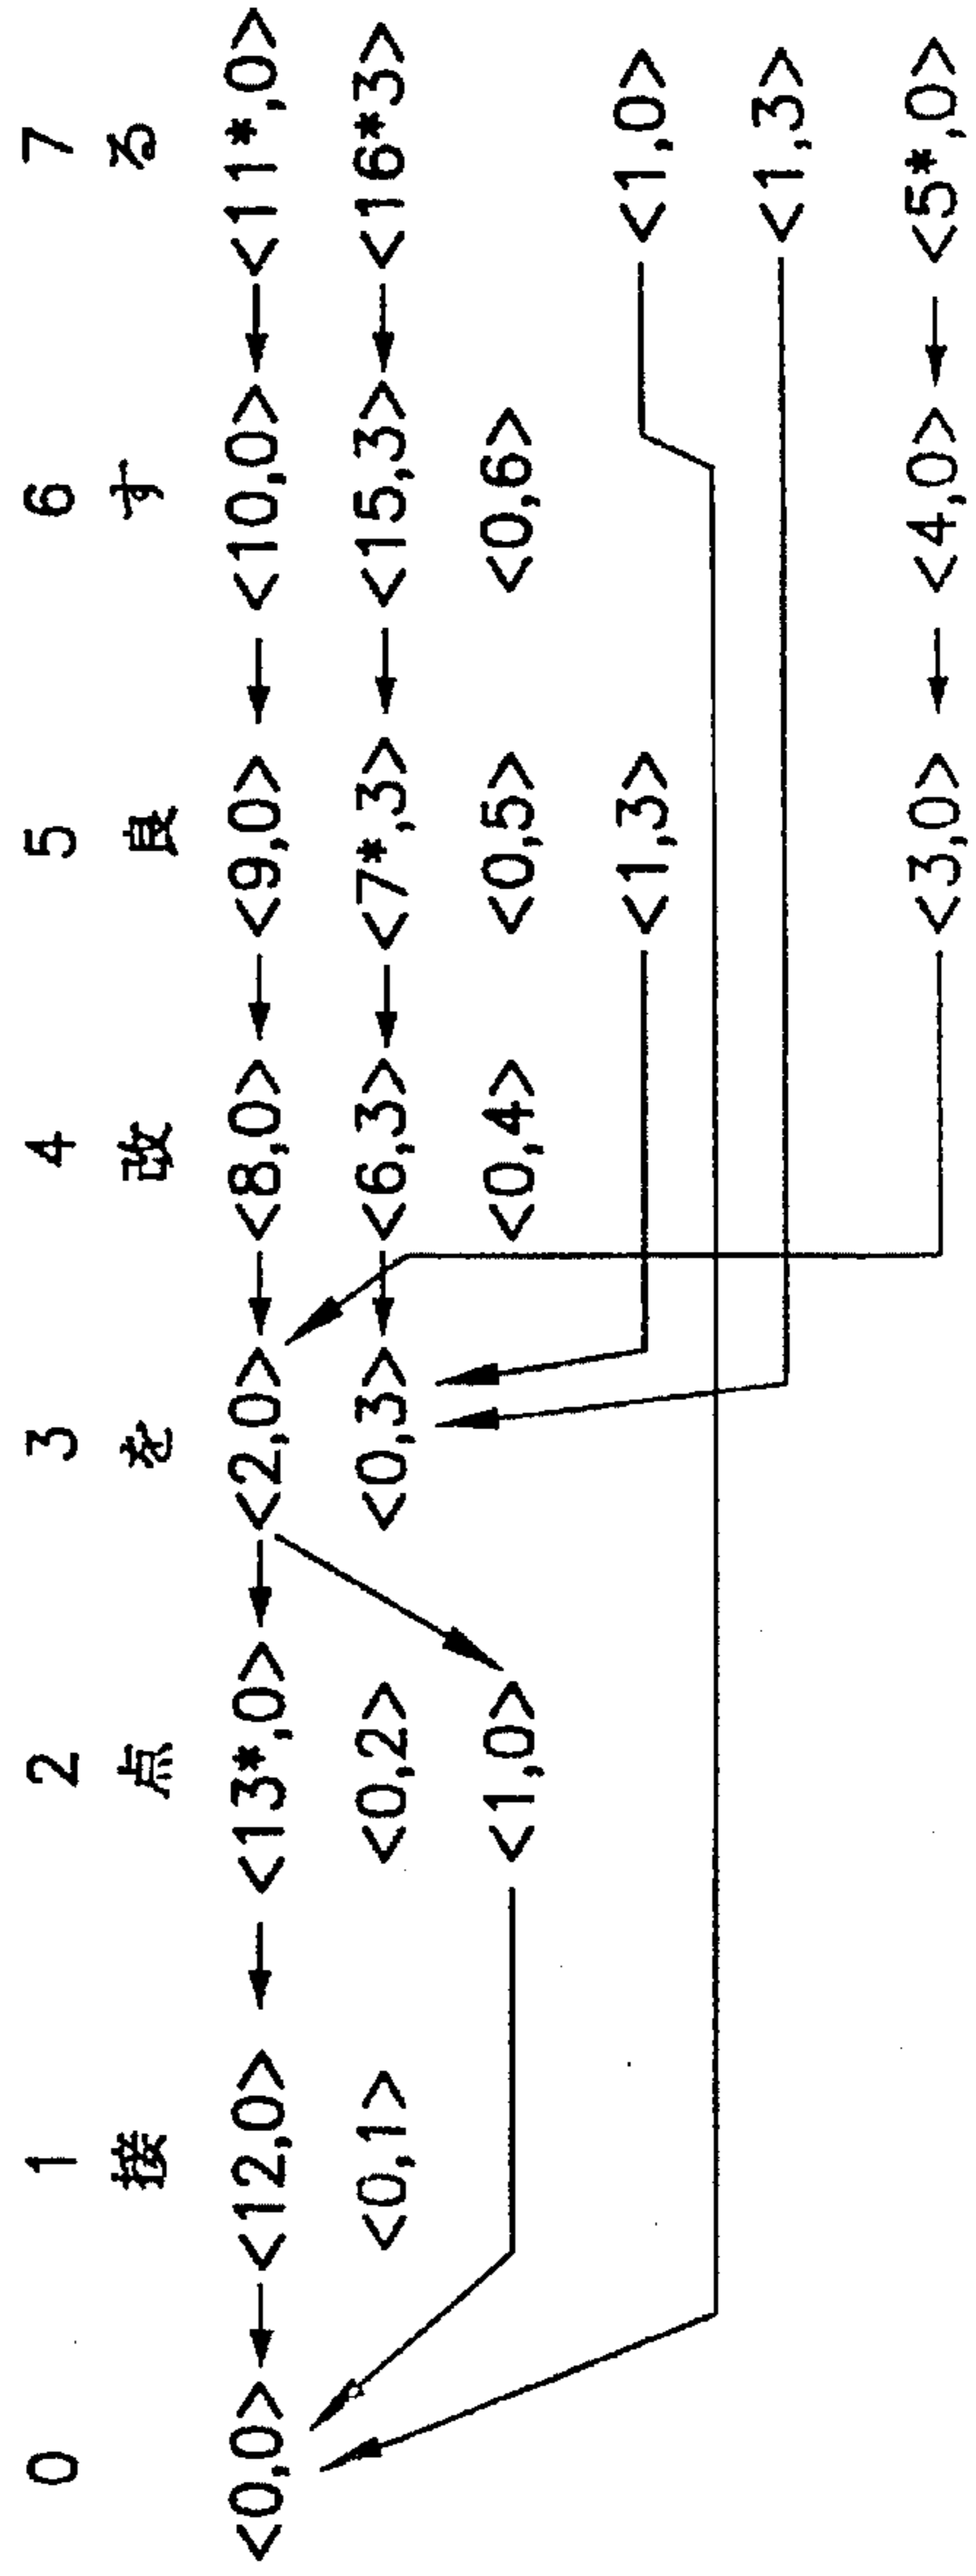 0 1 2 3 4 5 6 7
接 点 を 改 良 す る
<0,0> <12,0> <13*,0> <2,0> <8,0> <9,0> <10,0> <11*,0>
<0,1> <0,2> <0,3> <6,3> <7*,3> <15,3> <16*3>
<1,0> <0,4> <0,5> <0,6>
<1,3> <1,0>
<1,3>
<3,0> <4,0> <5*,0>